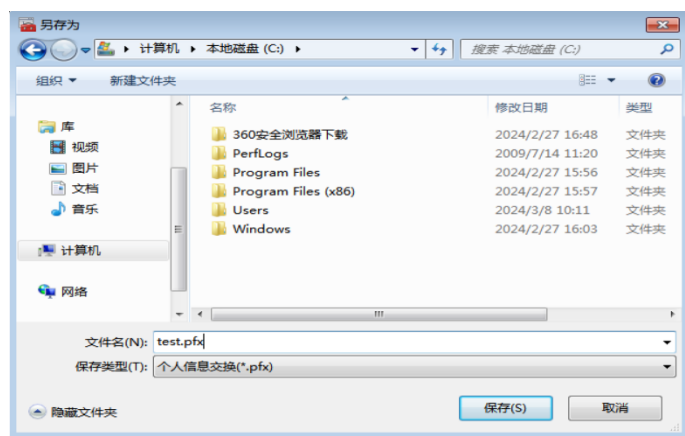 另存为
计算机 本地磁盘 (C:)
搜索 本地磁盘 (C:)
组织 新建文件夹
名称 修改日期 类型
库
视频
图片
文档
音乐
计算机
网络
360安全浏览器下载 2024/2/27 16:48 文件夹
PerfLogs 2009/7/14 11:20 文件夹
Program Files 2024/2/27 15:56 文件夹
Program Files (x86) 2024/2/27 15:57 文件夹
Users 2024/3/8 10:11 文件夹
Windows 2024/2/27 16:03 文件夹
文件名(N): test.pfx
保存类型(T): 个人信息交换(*.pfx)
隐藏文件夹 保存(S) 取消